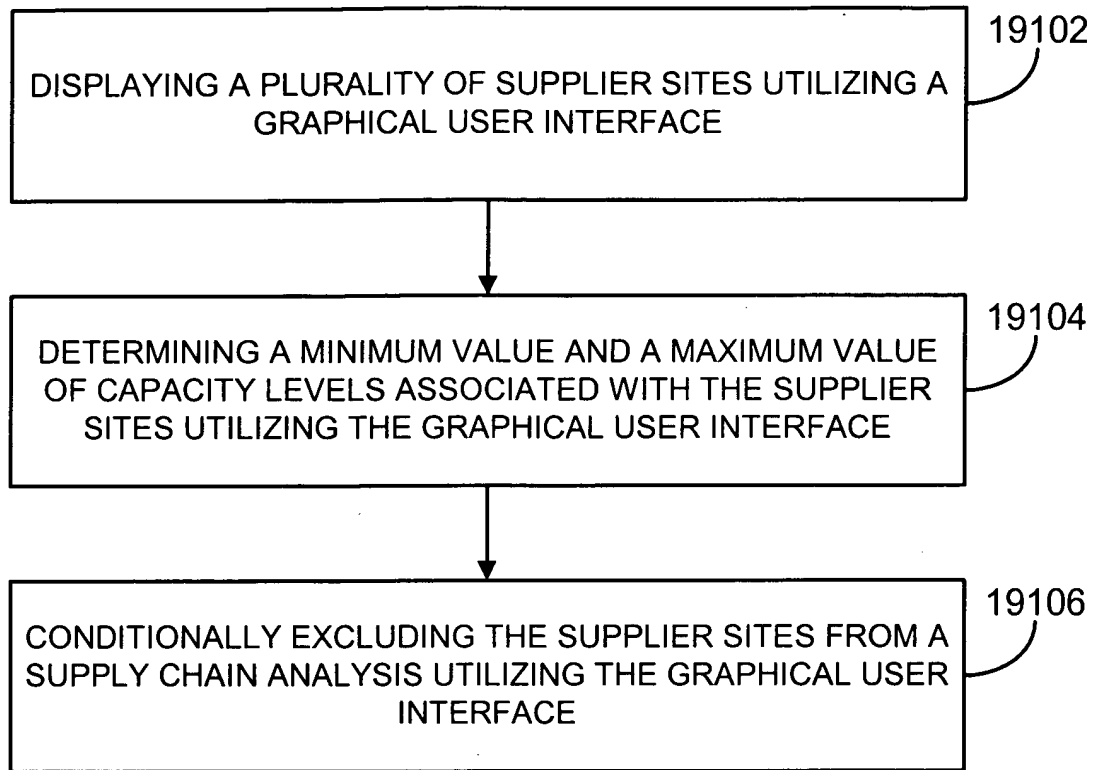 19102
DISPLAYING A PLURALITY OF SUPPLIER SITES UTILIZING A
GRAPHICAL USER INTERFACE
19104
DETERMINING A MINIMUM VALUE AND A MAXIMUM VALUE
OF CAPACITY LEVELS ASSOCIATED WITH THE SUPPLIER
SITES UTILIZING THE GRAPHICAL USER INTERFACE
19106
CONDITIONALLY EXCLUDING THE SUPPLIER SITES FROM A
SUPPLY CHAIN ANALYSIS UTILIZING THE GRAPHICAL USER
INTERFACE